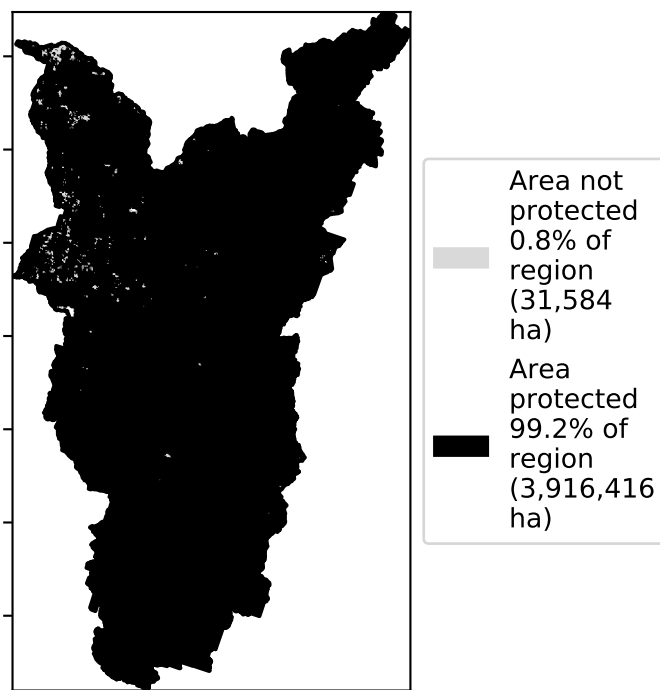 Area not
protected
0.8% of
region
(31,584
ha)
Area
protected
99.2% of
region
(3,916,416
ha)